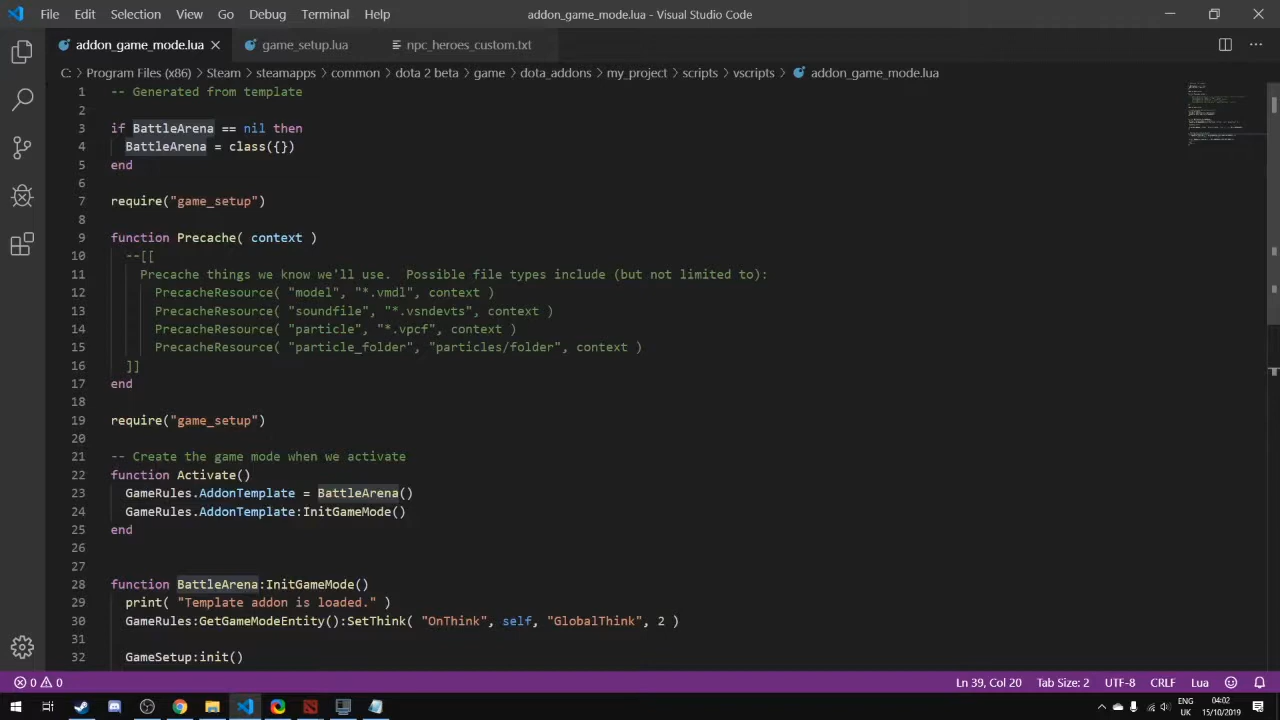 File Edit Selection View Go Debug Terminal Help
addon_game_mode.lua - Visual Studio Code
addon_game_mode.lua
game_setup.lua
npc_heroes_custom.txt
C: > Program Files (x86) > Steam > steamapps > common > dota 2 beta > game > dota_addons > my_project > scripts > vscripts > addon_game_mode.lua
1 -- Generated from template
2
3 if BattleArena == nil then
4 BattleArena = class({})
5 end
6
7 require("game_setup")
8
9 function Precache( context )
10 --[[
11 Precache things we know we'll use.  Possible file types include (but not limited to):
12 PrecacheResource( "model", "*.vmdl", context )
13 PrecacheResource( "soundfile", "*.vsndevts", context )
14 PrecacheResource( "particle", "*.vpcf", context )
15 PrecacheResource( "particle_folder", "particles/folder", context )
16 ]]
17 end
18
19 require("game_setup")
20
21 -- Create the game mode when we activate
22 function Activate()
23 GameRules.AddonTemplate = BattleArena()
24 GameRules.AddonTemplate:InitGameMode()
25 end
26
27
28 function BattleArena:InitGameMode()
29 print( "Template addon is loaded." )
30 GameRules:GetGameModeEntity():SetThink( "OnThink", self, "GlobalThink", 2 )
31
32 GameSetup:init()
0 0
Ln 39, Col 20 Tab Size: 2 UTF-8 CRLF Lua
ENG 04:02
UK 15/10/2019